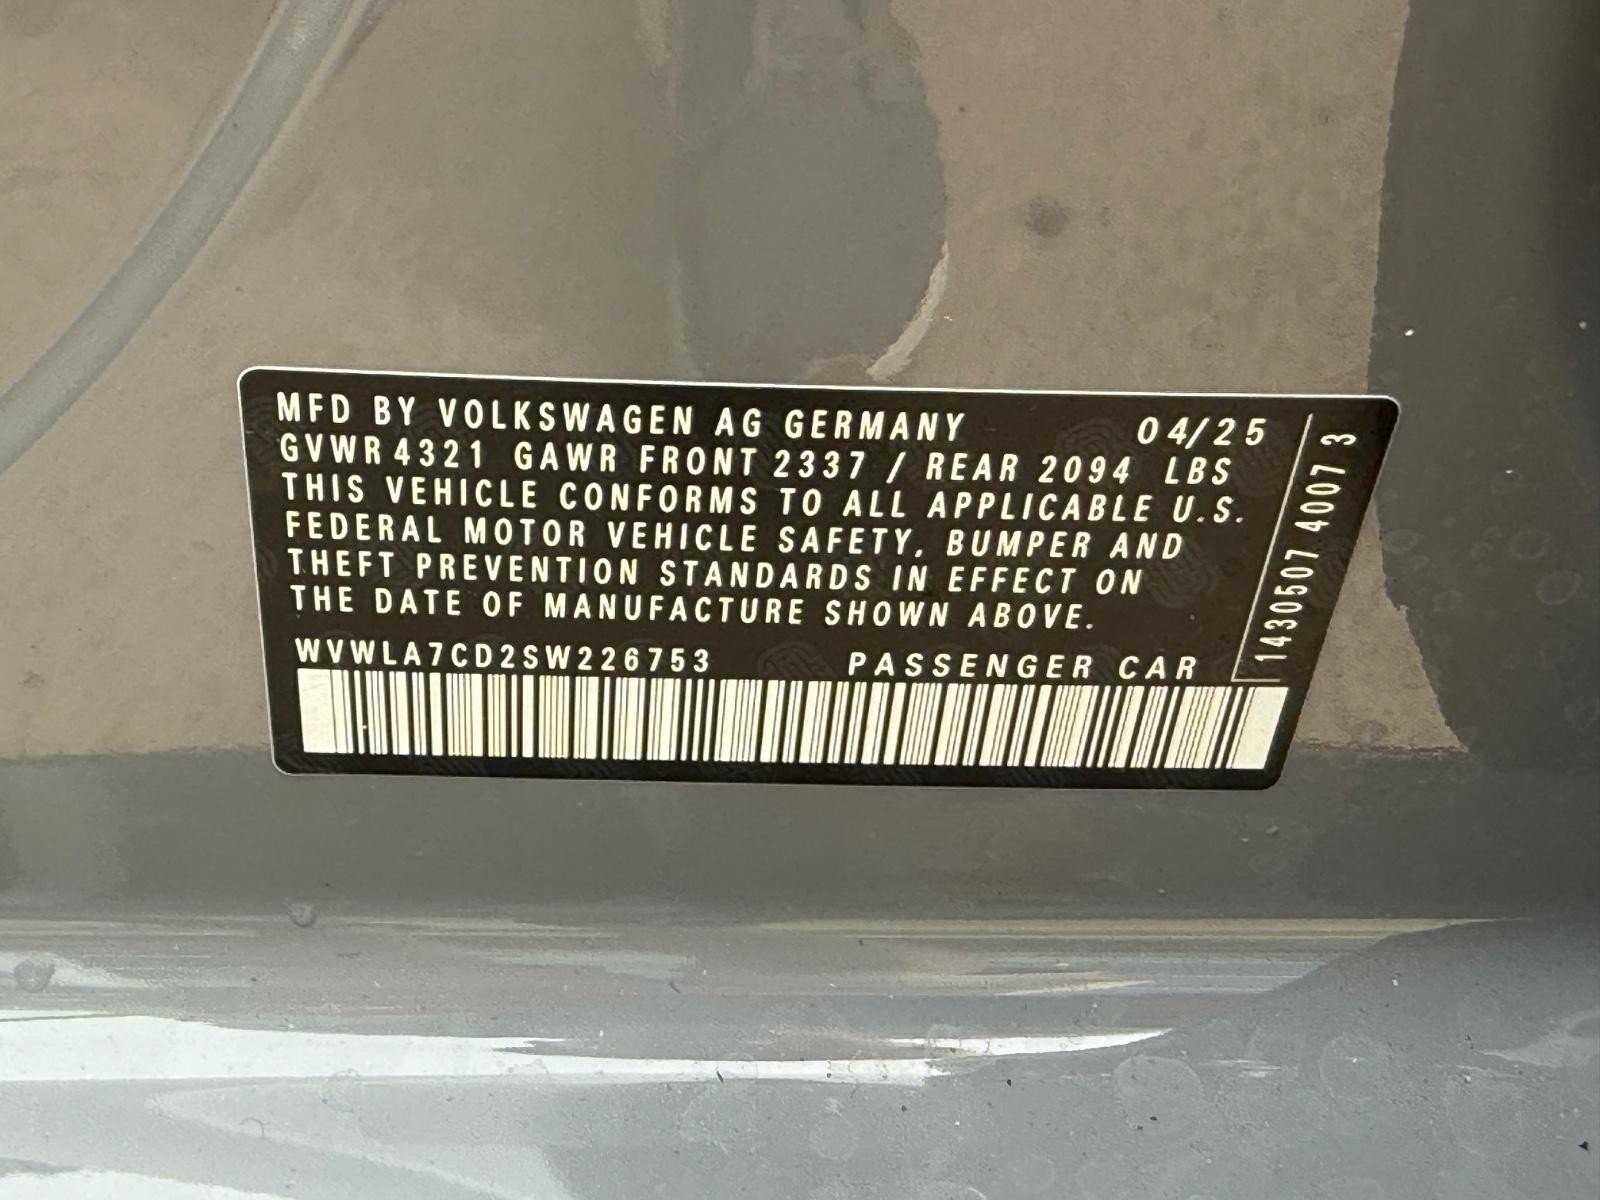 MFD BY VOLKSWAGEN AG GERMANY 04/25
GVWR 4321 GAWR FRONT 2337 / REAR 2094 LBS
THIS VEHICLE CONFORMS TO ALL APPLICABLE U.S.
FEDERAL MOTOR VEHICLE SAFETY, BUMPER AND
THEFT PREVENTION STANDARDS IN EFFECT ON
THE DATE OF MANUFACTURE SHOWN ABOVE.
WVWLA7CD2SW226753 PASSENGER CAR
1430507 4007 3